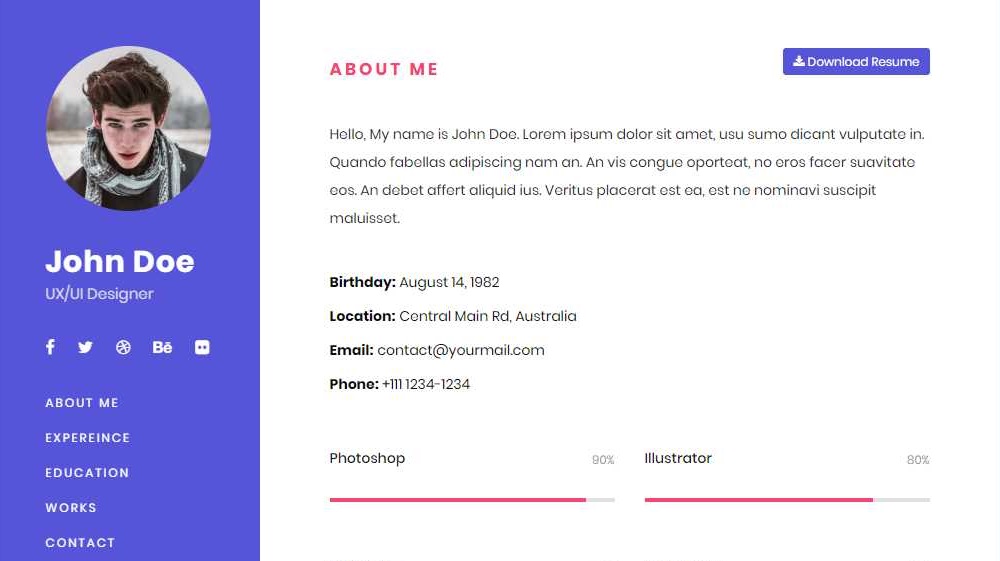 John Doe
UX/UI Designer
Bē
ABOUT ME
EXPEREINCE
EDUCATION
WORKS
CONTACT
ABOUT ME
Download Resume
Hello, My name is John Doe. Lorem ipsum dolor sit amet, usu sumo dicant vulputate in.
Quando fabellas adipiscing nam an. An vis congue oporteat, no eros facer suavitate
eos. An debet affert aliquid ius. Veritus placerat est ea, est ne nominavi suscipit
maluisset.
Birthday: August 14, 1982
Location: Central Main Rd, Australia
Email: contact@yourmail.com
Phone: +111 1234-1234
Photoshop 90%
Illustrator 80%